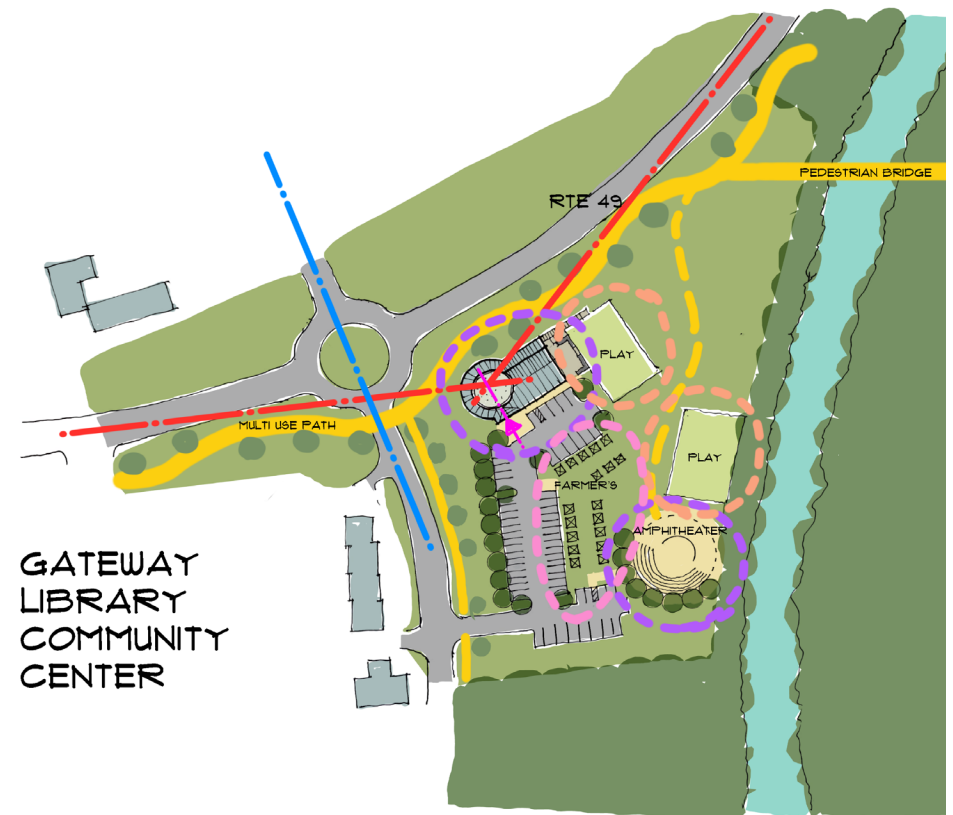 PEDESTRIAN BRIDGE
RTE 49
PLAY
MULTI USE PATH
PLAY
FARMER'S
AMPHITHEATER
GATEWAY
LIBRARY
COMMUNITY
CENTER